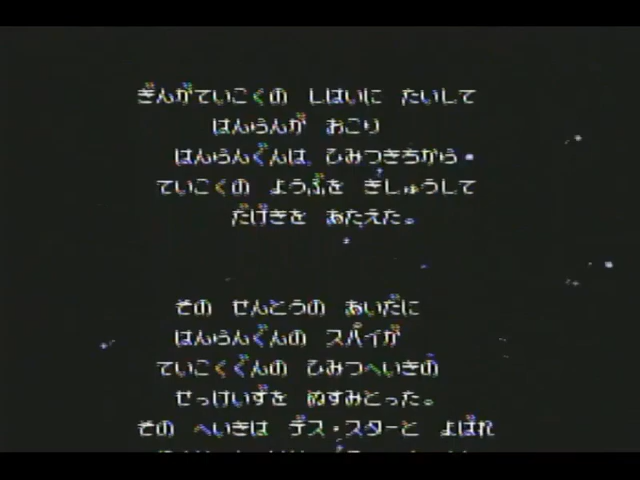 ぎんがていこくの しはいに たいして
はんらんが おこり
はんらんぐんは、ひみつきちから
ていこくの ようぶを きしゅうして
だげきを あたえた。
その せんとうの あいだに
はんらんぐんの スパイが
ていこくぐんの ひみつへいきの
せっけいずを ぬすみとった。
その へいきは デス・スターと よばれ